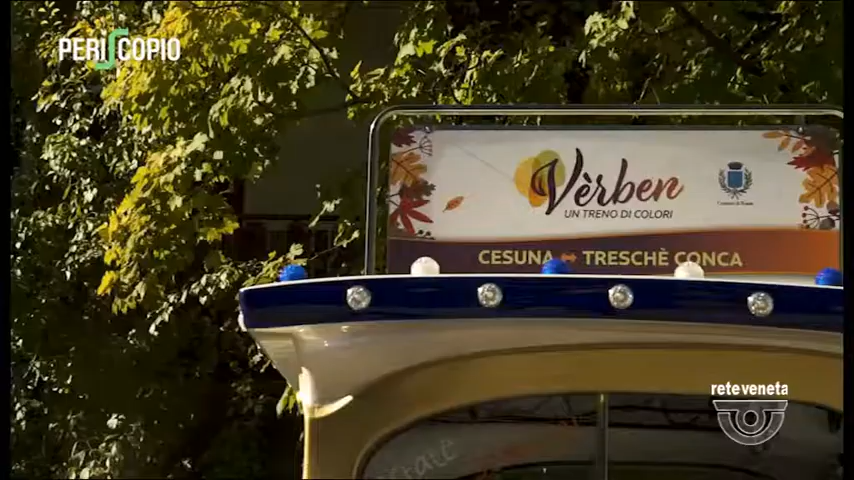 PERISCOPIO
Vèrben
UN TRENO DI COLORI
CESUNA ↔ TRESCHÈ CONCA
reteveneta